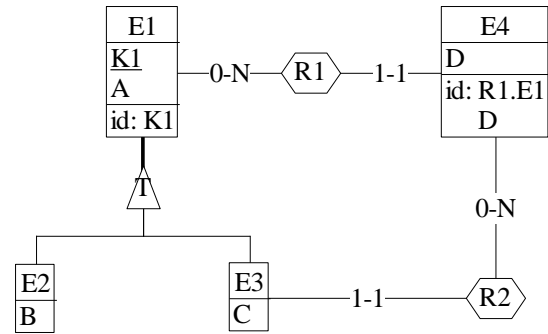 E1
K1
A
id: K1
0-N
R1
1-1
E4
D
id: R1.E1
D
T
0-N
E2
B
E3
C
1-1
R2